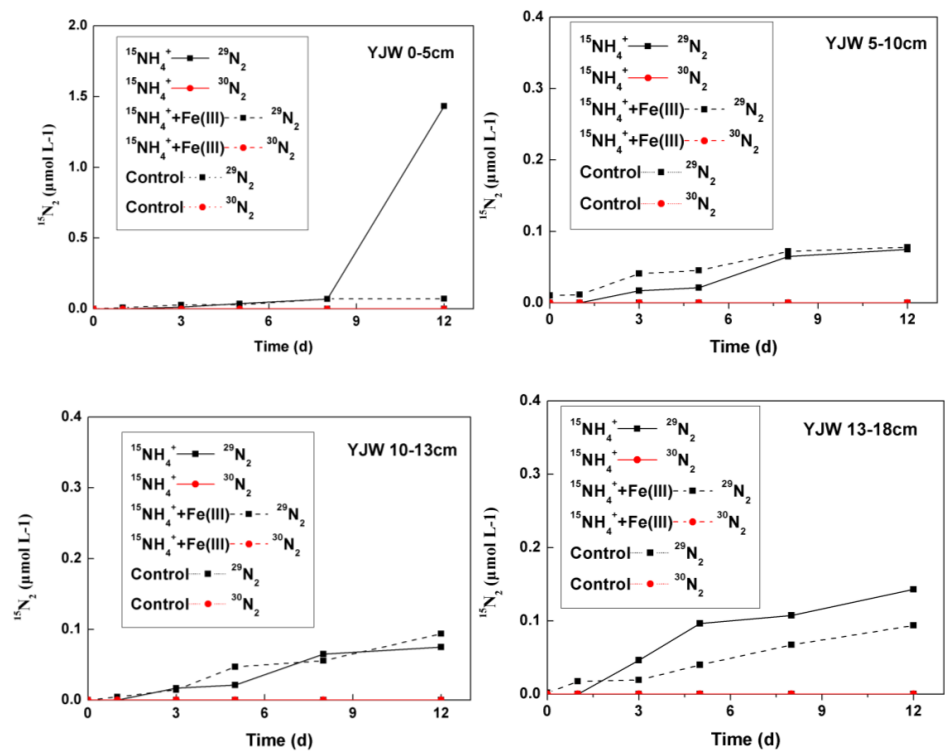 YJW 0-5cm
¹⁵NH₄⁺ ²⁹N₂
¹⁵NH₄⁺ ³⁰N₂
¹⁵NH₄⁺+Fe(III) ²⁹N₂
¹⁵NH₄⁺+Fe(III) ³⁰N₂
Control ²⁹N₂
Control ³⁰N₂
2.0
1.5
1.0
0.5
0.0
¹⁵N₂ (μmol L-1)
0 3 6 9 12
Time (d)
YJW 5-10cm
¹⁵NH₄⁺ ²⁹N₂
¹⁵NH₄⁺ ³⁰N₂
¹⁵NH₄⁺+Fe(III) ²⁹N₂
¹⁵NH₄⁺+Fe(III) ³⁰N₂
Control ²⁹N₂
Control ³⁰N₂
0.4
0.3
0.2
0.1
0.0
¹⁵N₂ (μmol L-1)
0 3 6 9 12
Time (d)
YJW 10-13cm
¹⁵NH₄⁺ ²⁹N₂
¹⁵NH₄⁺ ³⁰N₂
¹⁵NH₄⁺+Fe(III) ²⁹N₂
¹⁵NH₄⁺+Fe(III) ³⁰N₂
Control ²⁹N₂
Control ³⁰N₂
0.4
0.3
0.2
0.1
0.0
¹⁵N₂ (μmol L-1)
0 3 6 9 12
Time (d)
YJW 13-18cm
¹⁵NH₄⁺ ²⁹N₂
¹⁵NH₄⁺ ³⁰N₂
¹⁵NH₄⁺+Fe(III) ²⁹N₂
¹⁵NH₄⁺+Fe(III) ³⁰N₂
Control ²⁹N₂
Control ³⁰N₂
0.4
0.3
0.2
0.1
0.0
¹⁵N₂ (μmol L-1)
0 3 6 9 12
Time (d)